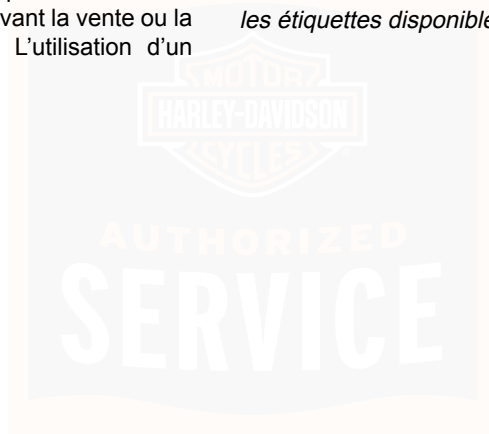 vant la vente ou la
L'utilisation d'un
les étiquettes disponible
MOTOR
HARLEY-DAVIDSON
CYCLES
AUTHORIZED
SERVICE